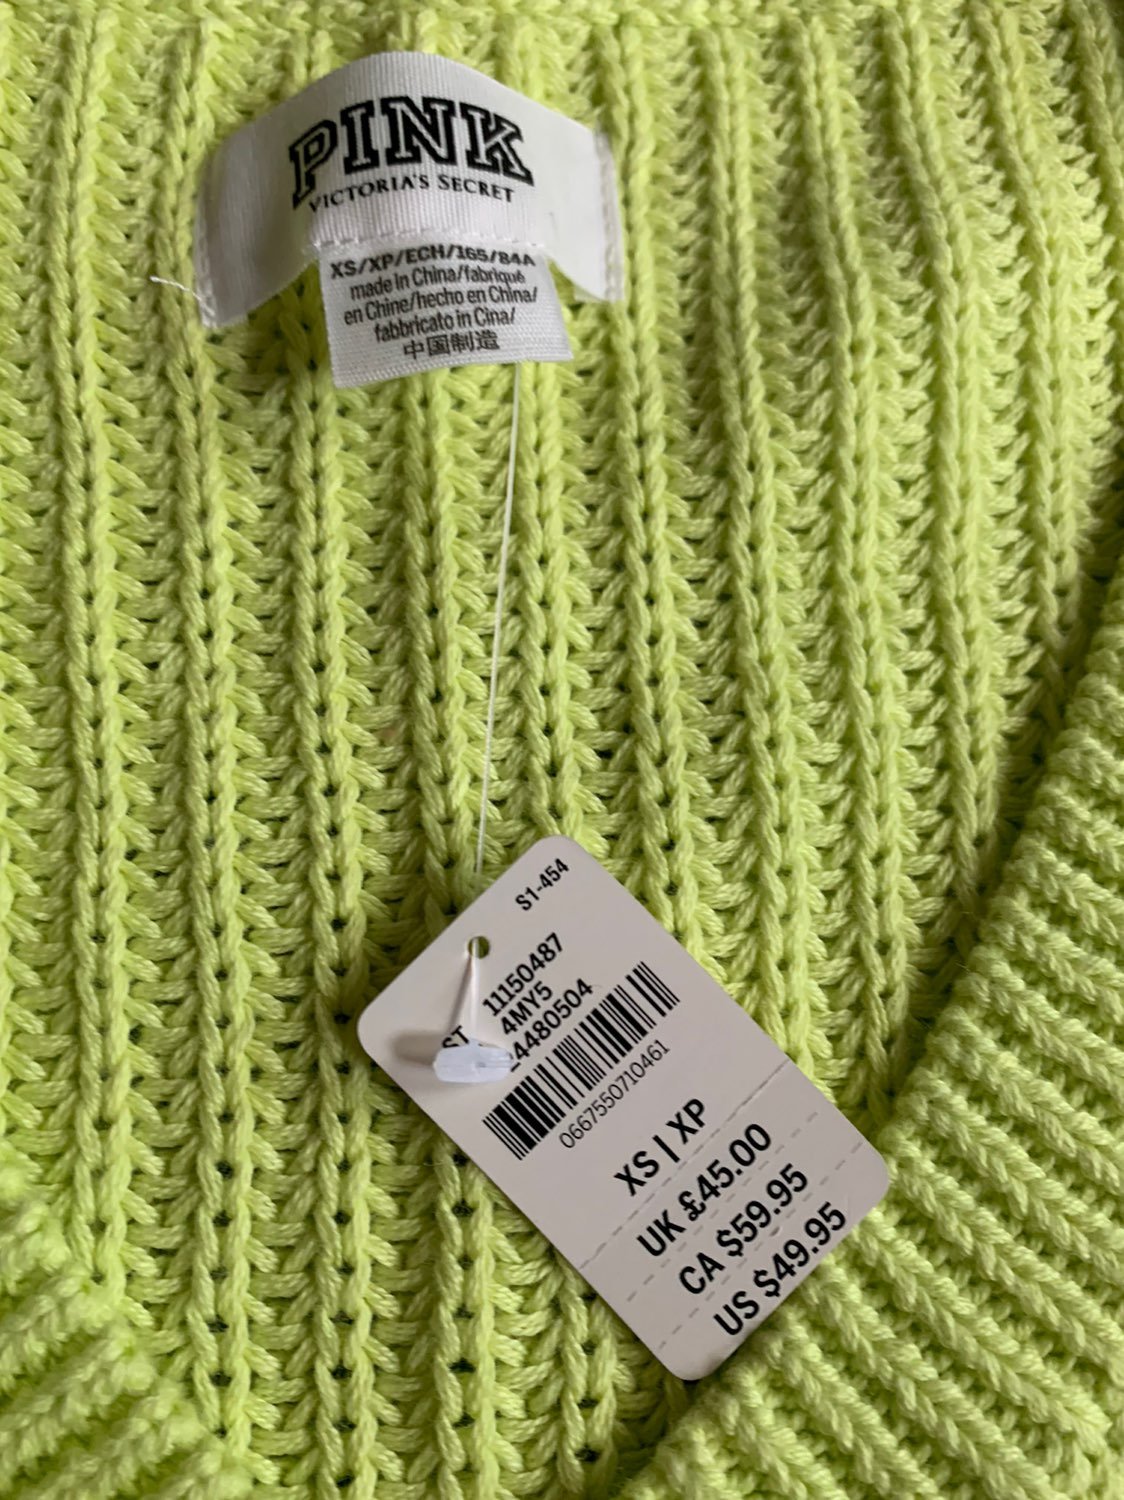 PINK
VICTORIA'S SECRET
XS/XP/ECH/165/84A
made in China/fabriqué
en Chine/hecho en China/
fabbricato in Cina/
中国制造
S1-454
ST 11150487
4MY5
4480504
0667550710461
XS | XP
UK £45.00
CA $59.95
US $49.95